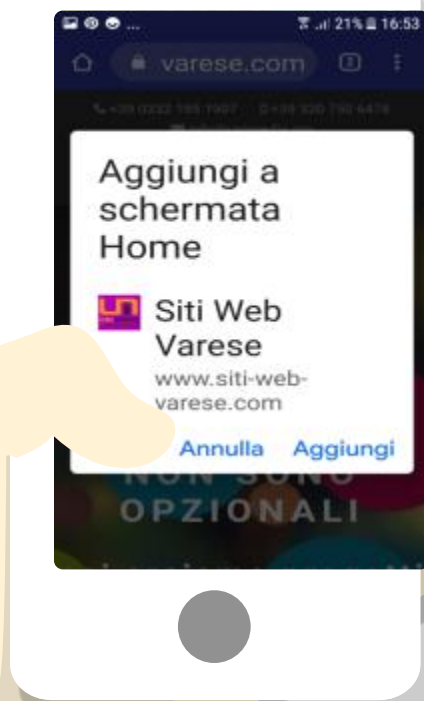 ... 21% 16:53
varese.com
Aggiungi a
schermata
Home
Siti Web
Varese
www.siti-web-
varese.com
Annulla Aggiungi
NON SONO
OPZIONALI